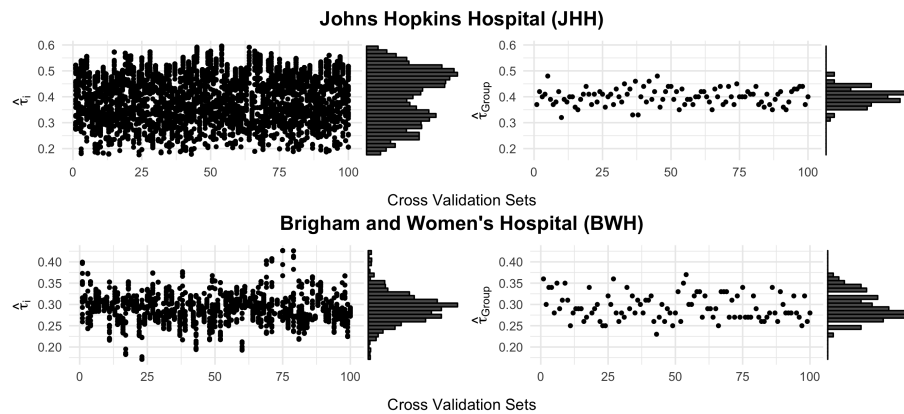 Johns Hopkins Hospital (JHH)
0.6
0.5
0.4
0.3
0.2
τ̂i
0 25 50 75 100
0.6
0.5
0.4
0.3
0.2
τ̂Group
0 25 50 75 100
Cross Validation Sets
Brigham and Women's Hospital (BWH)
0.40
0.35
0.30
0.25
0.20
τ̂i
0 25 50 75 100
0.40
0.35
0.30
0.25
0.20
τ̂Group
0 25 50 75 100
Cross Validation Sets